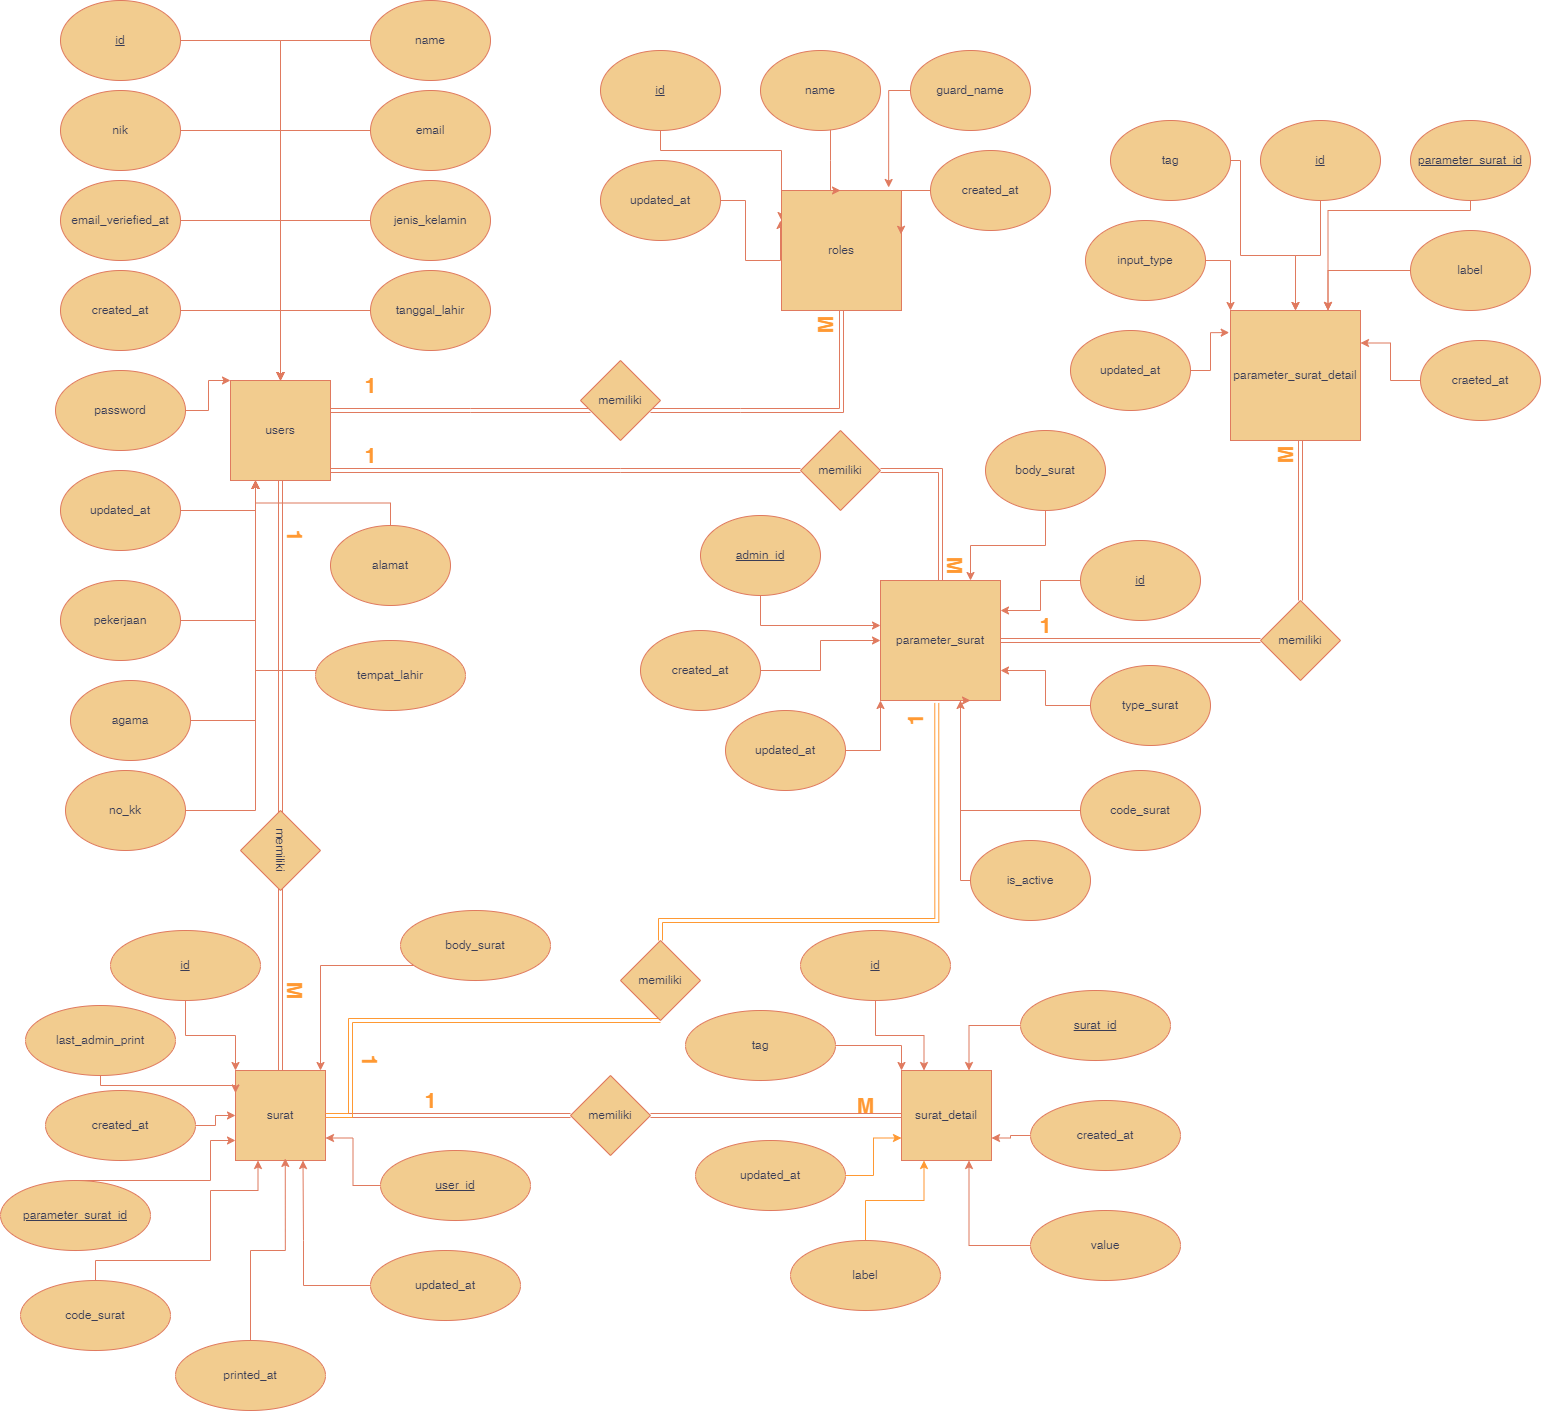 id
name
nik
email
email_veriefied_at
jenis_kelamin
created_at
tanggal_lahir
password
users
updated_at
alamat
pekerjaan
tempat_lahir
agama
no_kk
1
memiliki
M
id
name
guard_name
updated_at
created_at
roles
1
memiliki
M
tag
id
parameter_surat_id
input_type
label
updated_at
parameter_surat_detail
craeted_at
M
memiliki
1
body_surat
admin_id
id
created_at
parameter_surat
type_surat
updated_at
code_surat
is_active
1
memiliki
1
1
memiliki
M
id
body_surat
last_admin_print
created_at
surat
parameter_surat_id
user_id
code_surat
updated_at
printed_at
1
memiliki
M
id
surat_id
tag
surat_detail
created_at
updated_at
label
value